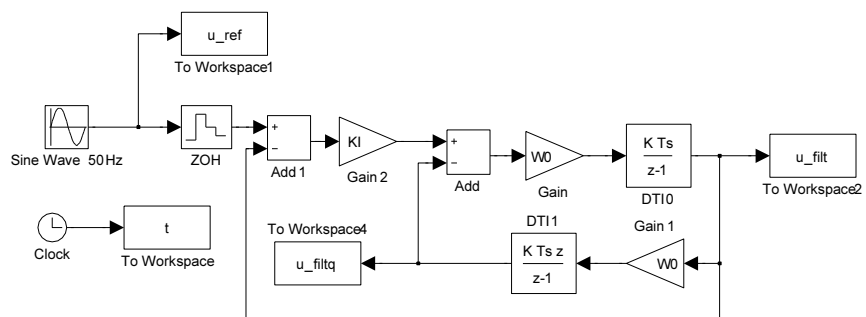 u_ref
To Workspace1
Sine Wave 50Hz
ZOH
+
−
Add 1
KI
Gain 2
+
−
Add
W0
Gain
K Ts
z-1
DTI0
u_filt
To Workspace2
Clock
t
To Workspace
To Workspace4
u_filtq
DTI1
K Ts z
z-1
Gain 1
W0